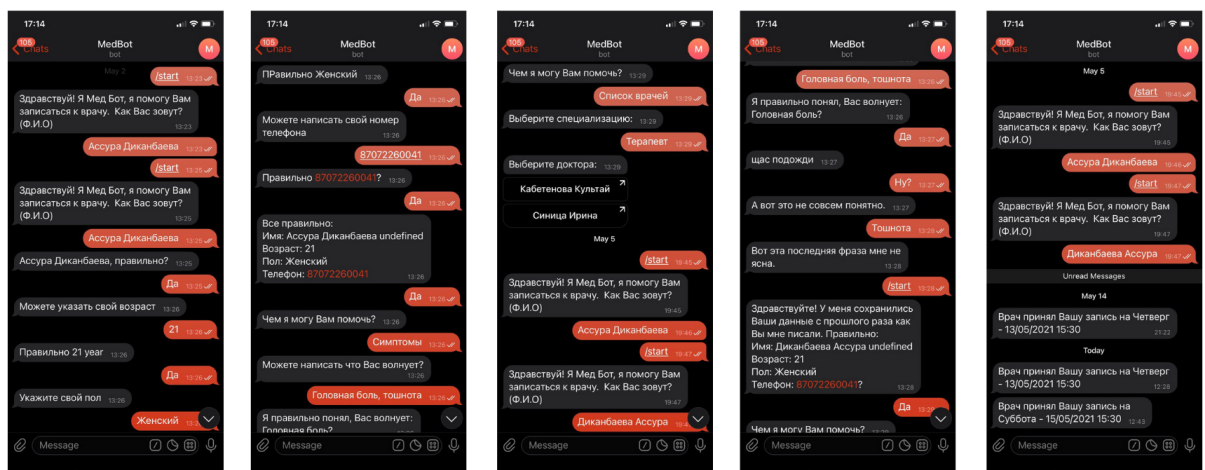 17:14
105
Chats
MedBot
bot
M
May 2
/start 13:23
Здравствуй! Я Мед Бот, я помогу Вам
записаться к врачу. Как Вас зовут?
(Ф.И.О)
13:23
Ассура Диканбаева 13:23
/start 13:25
Здравствуй! Я Мед Бот, я помогу Вам
записаться к врачу. Как Вас зовут?
(Ф.И.О)
13:25
Ассура Диканбаева 13:25
Ассура Диканбаева, правильно? 13:25
Да 13:25
Можете указать свой возраст 13:26
21 13:26
Правильно 21 year 13:26
Да 13:26
Укажите свой пол 13:26
Женский
Message
17:14
105
Chats
MedBot
bot
M
ПРавильно Женский 13:26
Да 13:26
Можете написать свой номер
телефона
13:26
87072260041 13:26
Правильно 87072260041? 13:26
Да 13:26
Все правильно:
Имя: Ассура Диканбаева undefined
Возраст: 21
Пол: Женский
Телефон: 87072260041
13:26
Да 13:26
Чем я могу Вам помочь? 13:26
Симптомы 13:26
Можете написать что Вас волнует?
13:26
Головная боль, тошнота 13:26
Я правильно понял, Вас волнует:
Головная боль?
Message
17:14
105
Chats
MedBot
bot
M
Чем я могу Вам помочь? 13:29
Список врачей 13:29
Выберите специализацию: 13:29
Терапевт 13:29
Выберите доктора: 13:29
Кабетенова Культай
Синица Ирина
May 5
/start 19:45
Здравствуй! Я Мед Бот, я помогу Вам
записаться к врачу. Как Вас зовут?
(Ф.И.О)
19:45
Ассура Диканбаева 19:46
/start 19:47
Здравствуй! Я Мед Бот, я помогу Вам
записаться к врачу. Как Вас зовут?
(Ф.И.О)
19:47
Диканбаева Ассура
Message
17:14
105
Chats
MedBot
bot
M
Головная боль, тошнота 13:26
Я правильно понял, Вас волнует:
Головная боль?
13:26
Да 13:27
щас подожди 13:27
Ну? 13:27
А вот это не совсем понятно. 13:27
Тошнота 13:28
Вот эта последняя фраза мне не
ясна.
13:28
/start 13:28
Здравствуйте! У меня сохранились
Ваши данные с прошлого раза как
Вы мне писали. Правильно:
Имя: Диканбаева Ассура undefined
Возраст: 21
Пол: Женский
Телефон: 87072260041?
13:28
Да
Чем я могу Вам помочь?
Message
17:14
105
Chats
MedBot
bot
M
May 5
/start 19:45
Здравствуй! Я Мед Бот, я помогу Вам
записаться к врачу. Как Вас зовут?
(Ф.И.О)
19:45
Ассура Диканбаева 19:46
/start 19:47
Здравствуй! Я Мед Бот, я помогу Вам
записаться к врачу. Как Вас зовут?
(Ф.И.О)
19:47
Диканбаева Ассура 19:47
Unread Messages
May 14
Врач принял Вашу запись на Четверг
- 13/05/2021 15:30
21:22
Today
Врач принял Вашу запись на Четверг
- 13/05/2021 15:30
12:28
Врач принял Вашу запись на
Суббота - 15/05/2021 15:30 12:43
Message